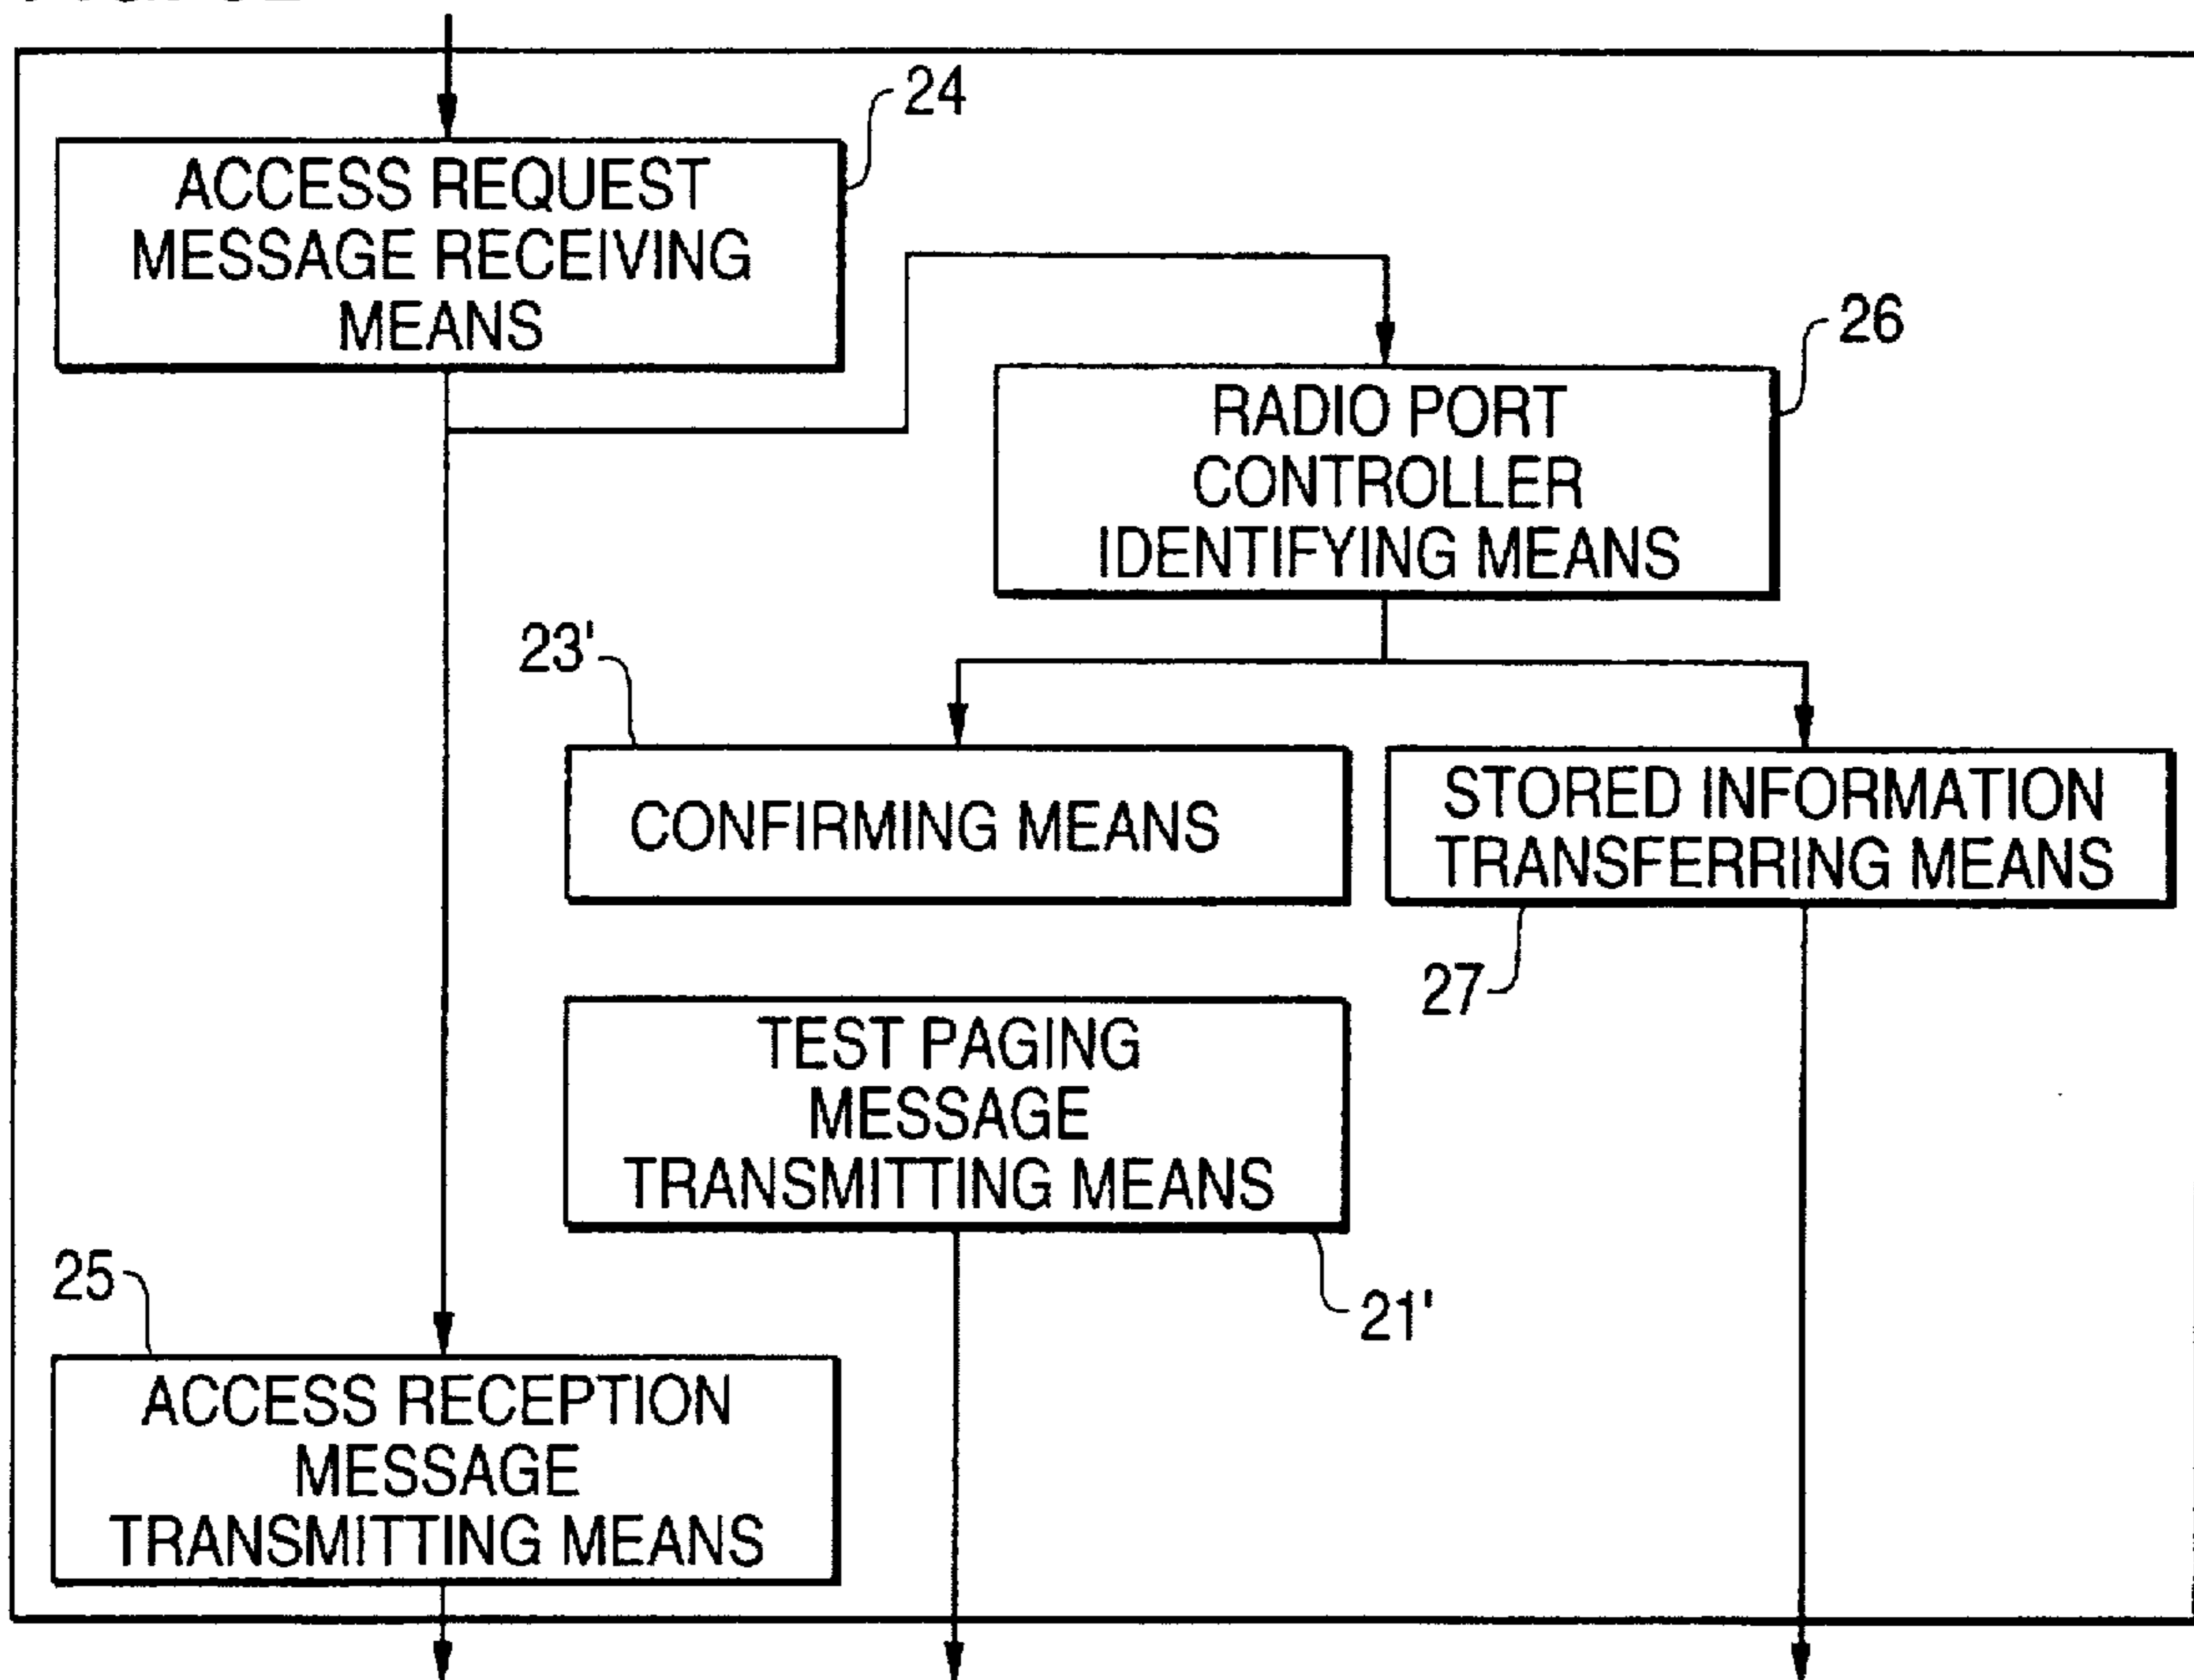 24
ACCESS REQUEST
MESSAGE RECEIVING
MEANS
26
RADIO PORT
CONTROLLER
IDENTIFYING MEANS
23'
CONFIRMING MEANS
STORED INFORMATION
TRANSFERRING MEANS
27
TEST PAGING
MESSAGE
TRANSMITTING MEANS
21'
25
ACCESS RECEPTION
MESSAGE
TRANSMITTING MEANS